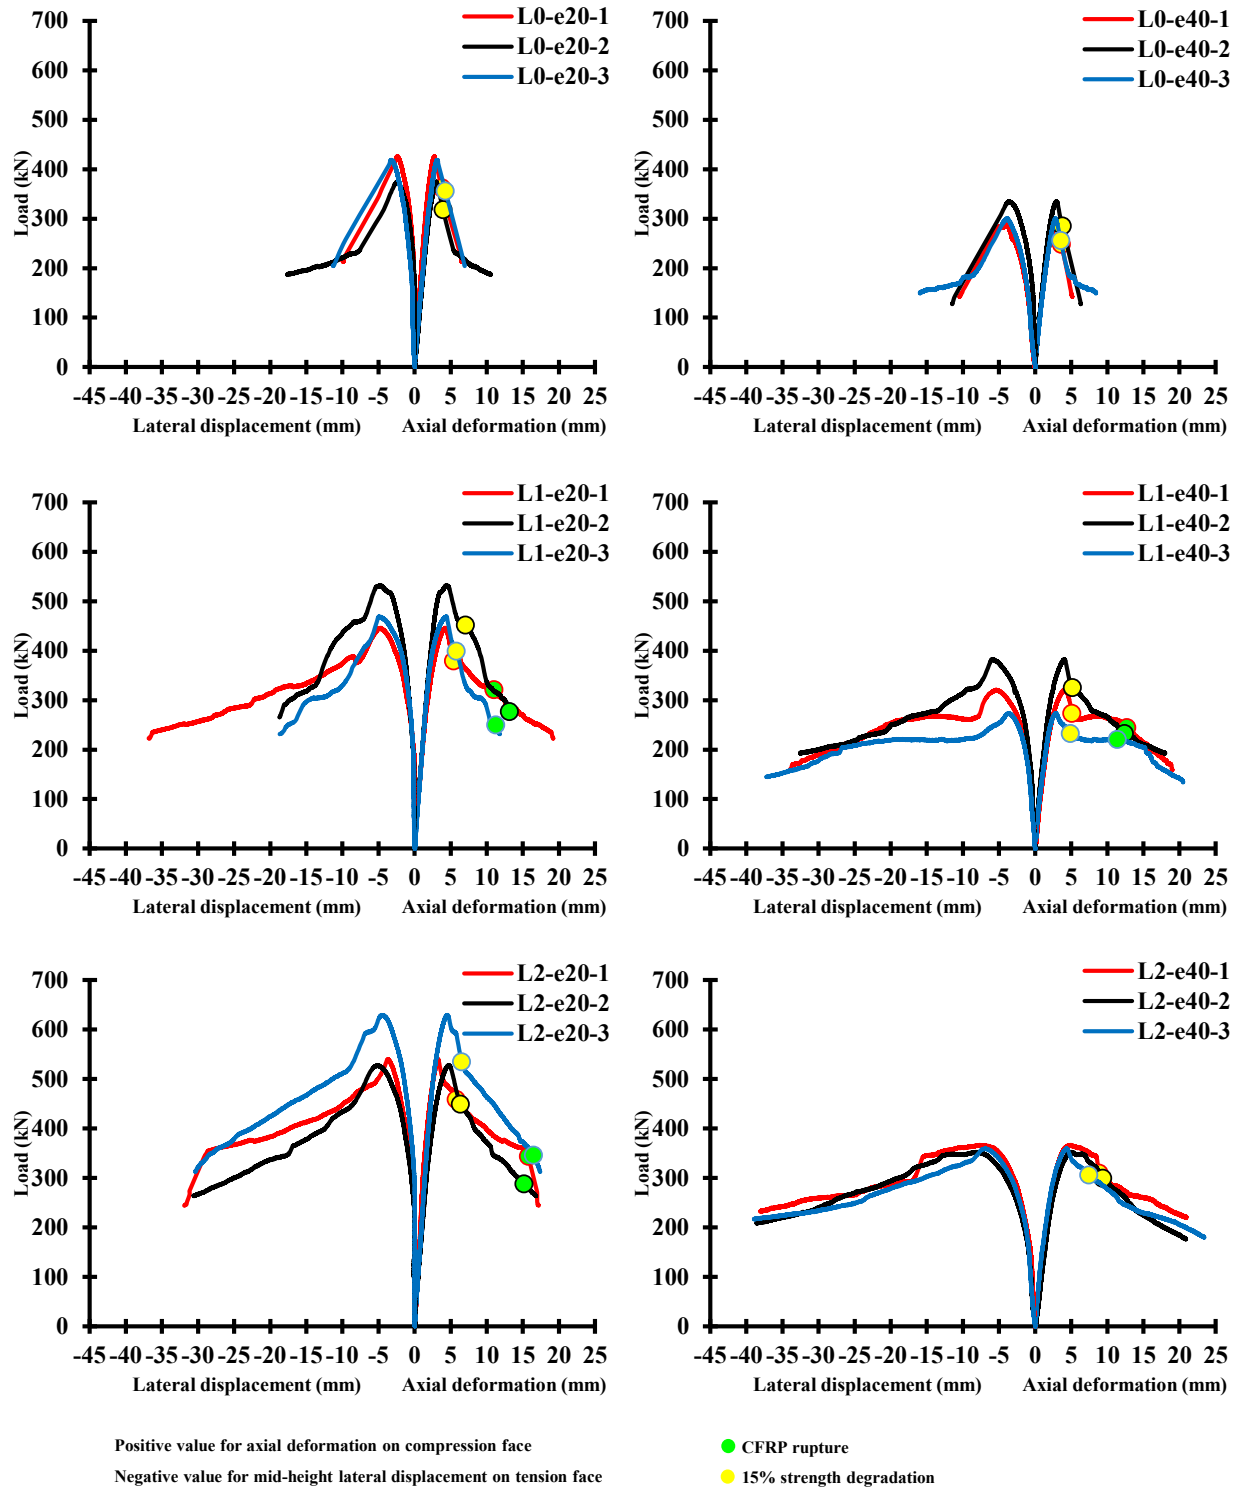 L0-e20-1
L0-e20-2
L0-e20-3
700
600
500
400
300
200
100
0
Load (kN)
-45 -40 -35 -30 -25 -20 -15 -10 -5 0 5 10 15 20 25
Lateral displacement (mm) Axial deformation (mm)
L0-e40-1
L0-e40-2
L0-e40-3
700
600
500
400
300
200
100
0
Load (kN)
-45 -40 -35 -30 -25 -20 -15 -10 -5 0 5 10 15 20 25
Lateral displacement (mm) Axial deformation (mm)
L1-e20-1
L1-e20-2
L1-e20-3
700
600
500
400
300
200
100
0
Load (kN)
-45 -40 -35 -30 -25 -20 -15 -10 -5 0 5 10 15 20 25
Lateral displacement (mm) Axial deformation (mm)
L1-e40-1
L1-e40-2
L1-e40-3
700
600
500
400
300
200
100
0
Load (kN)
-45 -40 -35 -30 -25 -20 -15 -10 -5 0 5 10 15 20 25
Lateral displacement (mm) Axial deformation (mm)
L2-e20-1
L2-e20-2
L2-e20-3
700
600
500
400
300
200
100
0
Load (kN)
-45 -40 -35 -30 -25 -20 -15 -10 -5 0 5 10 15 20 25
Lateral displacement (mm) Axial deformation (mm)
L2-e40-1
L2-e40-2
L2-e40-3
700
600
500
400
300
200
100
0
Load (kN)
-45 -40 -35 -30 -25 -20 -15 -10 -5 0 5 10 15 20 25
Lateral displacement (mm) Axial deformation (mm)
Positive value for axial deformation on compression face
Negative value for mid-height lateral displacement on tension face
CFRP rupture
15% strength degradation